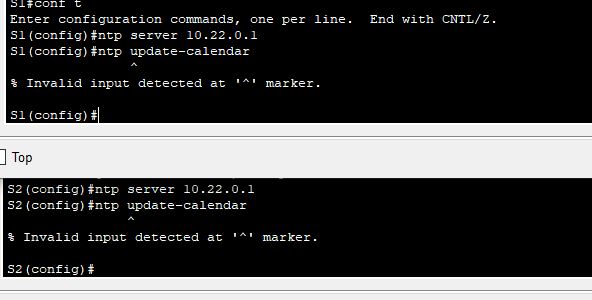 S1#conf t
Enter configuration commands, one per line.  End with CNTL/Z.
S1(config)#ntp server 10.22.0.1
S1(config)#ntp update-calendar
               ^
% Invalid input detected at '^' marker.
S1(config)#
Top
S2(config)#ntp server 10.22.0.1
S2(config)#ntp update-calendar
               ^
% Invalid input detected at '^' marker.
S2(config)#